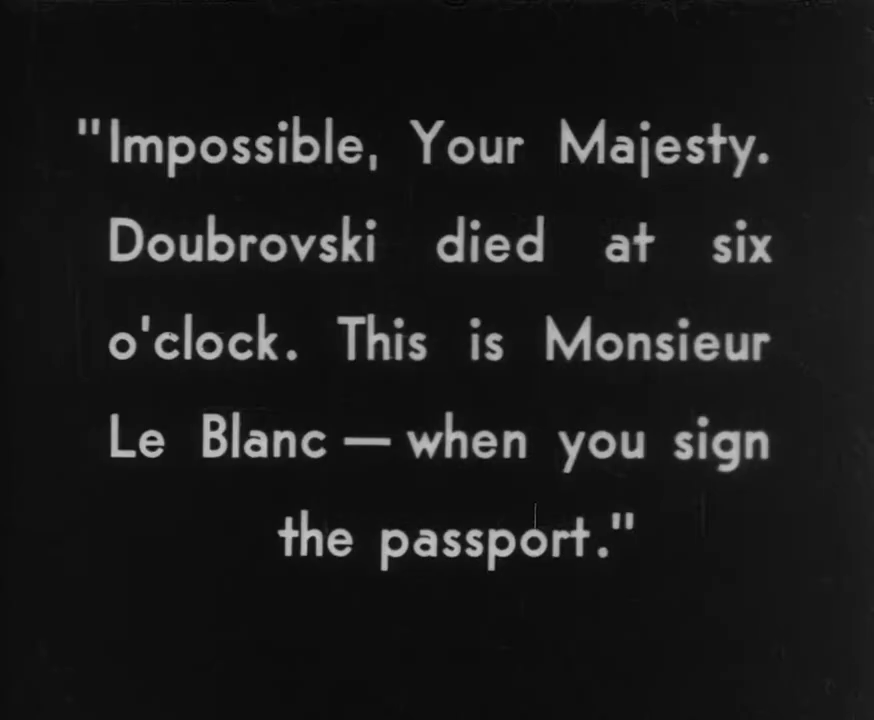 "Impossible, Your Majesty.
Doubrovski died at six
o'clock. This is Monsieur
Le Blanc — when you sign
the passport."